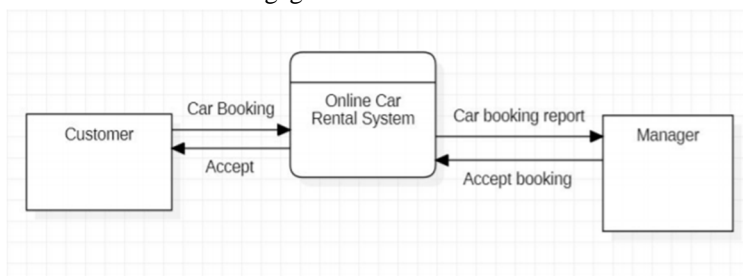 Car Booking
Online Car
Rental System
Car booking report
Customer
Manager
Accept
Accept booking